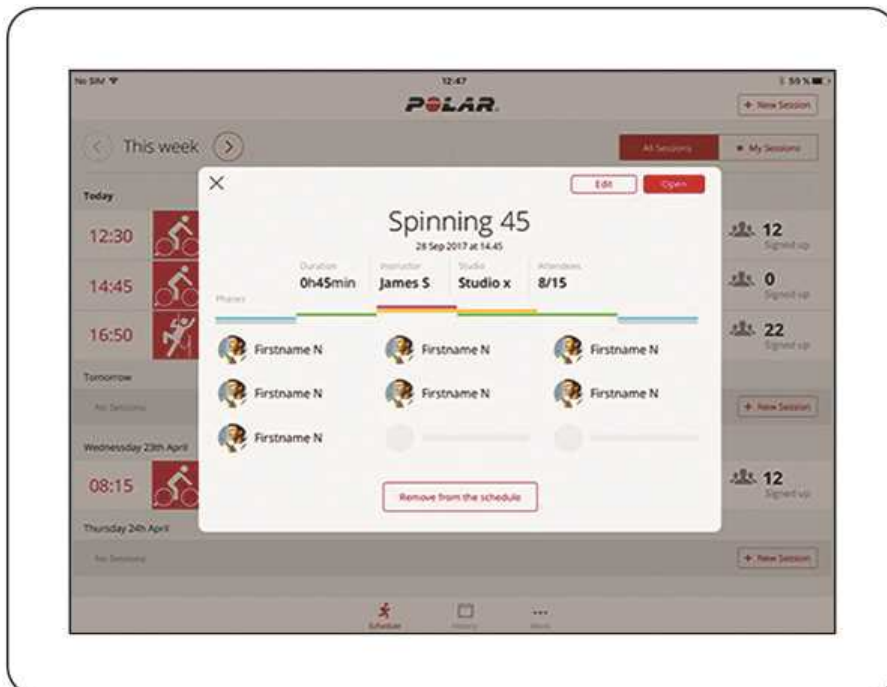 No SIM
12:47
59 %
POLAR.
+ New Session
This week
All Sessions
My Sessions
Today
Edit
Open
Spinning 45
28 Sep 2017 at 14.45
12:30
12
Signed up
Duration
Instructor
Studio
Attendees
0h45min
James S
Studio x
8/15
14:45
0
Signed up
Phases
16:50
22
Signed up
Firstname N
Firstname N
Firstname N
Tomorrow
Firstname N
Firstname N
Firstname N
No Sessions
+ New Session
Firstname N
Wednesday 23th April
08:15
12
Signed up
Remove from the schedule
Thursday 24h April
No Sessions
+ New Session
Schedule
History
More